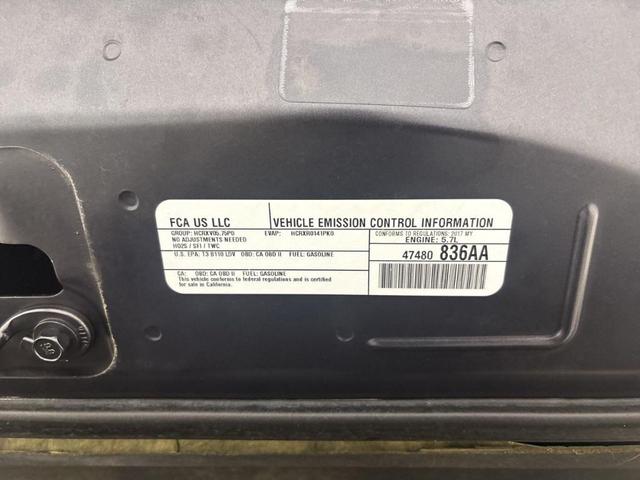 FCA US LLC
VEHICLE EMISSION CONTROL INFORMATION
GROUP: HCRXV05.75P0 EVAP: HCRXR0141PK0
NO ADJUSTMENTS NEEDED
HO2S / SFI / TWC
CONFORMS TO REGULATIONS: 2017 MY
ENGINE: 5.7L
U.S. EPA: T3 B110 LDV OBD: CA OBD II FUEL: GASOLINE
47480 836AA
CA: OBD: CA OBD II FUEL: GASOLINE
This vehicle conforms to federal regulations and is certified for
sale in California.